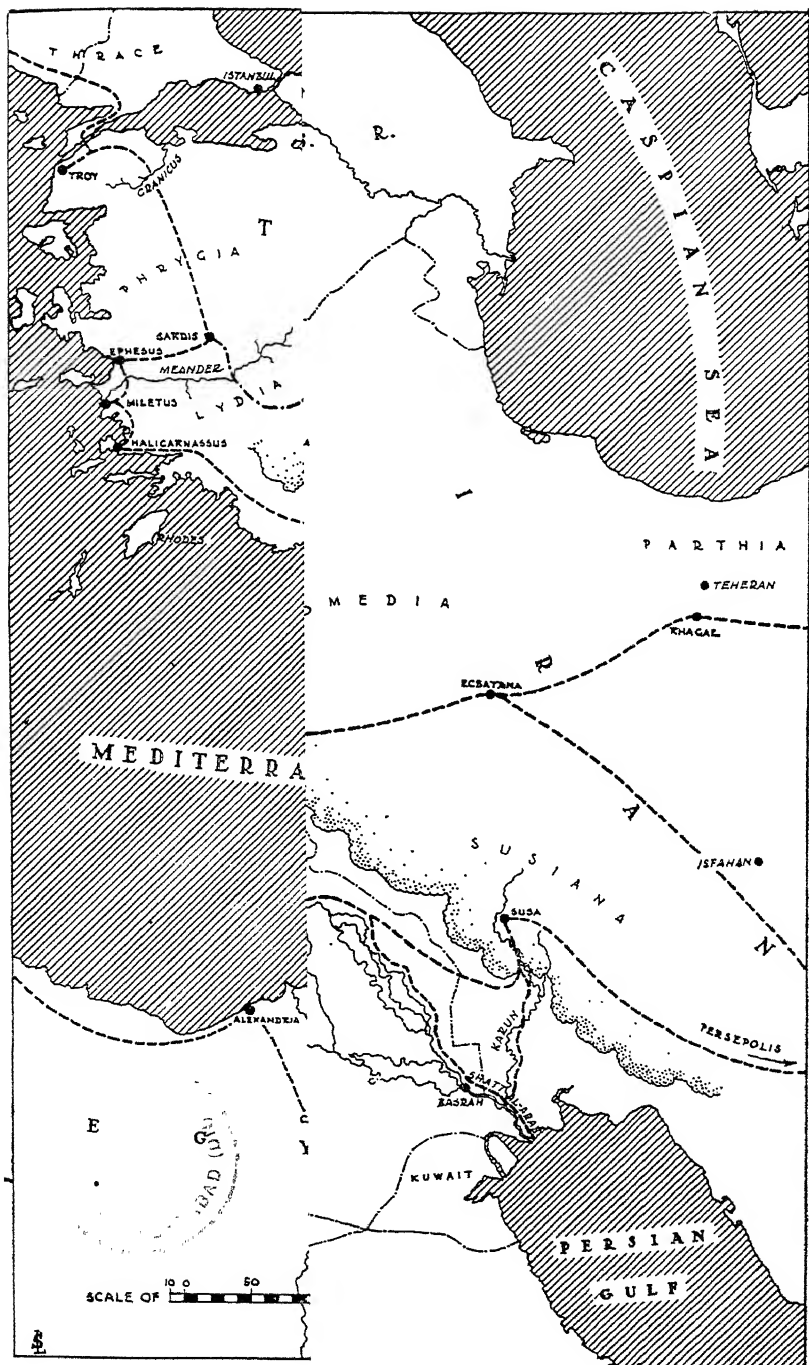 THRACE
ISTANBUL
TROY
GRANICUS
T
PHRYGIA
SARDIS
EPHESUS
MEANDER
LYDIA
MILETUS
HALICARNASSUS
RHODES
MEDITERRA
ALEXANDRIA
E G Y
SCALE OF
10 0 50
R.
CASPIAN SEA
I R A N
PARTHIA
TEHERAN
MEDIA
RHAGAE
ECBATANA
SUSIANA
ISFAHAN
SUSA
PERSEPOLIS
KARUN
SHATT-EL-ARAB
BASRAH
KUWAIT
PERSIAN
GULF